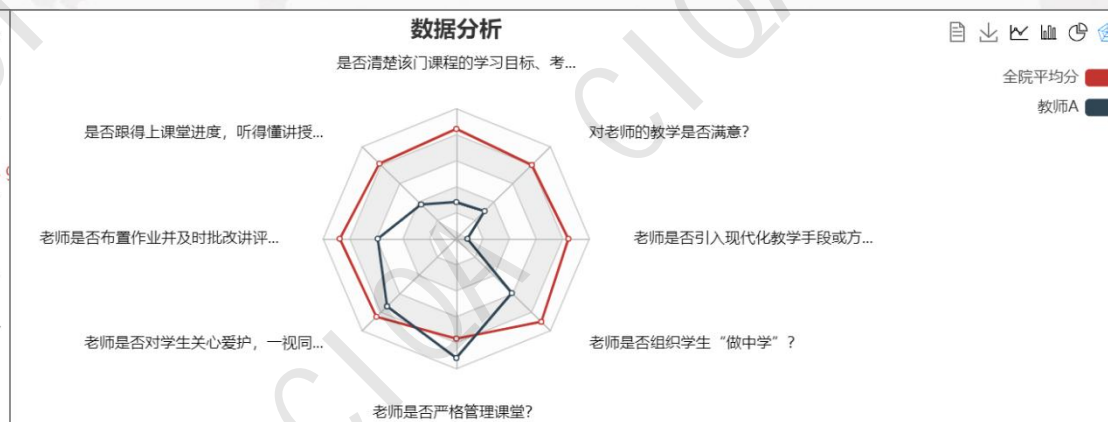 数据分析
是否清楚该门课程的学习目标、考...
全院平均分
教师A
是否跟得上课堂进度，听得懂讲授...
对老师的教学是否满意?
老师是否布置作业并及时批改讲评...
老师是否引入现代化教学手段或方...
老师是否对学生关心爱护，一视同...
老师是否组织学生“做中学”?
老师是否严格管理课堂?
CIQA